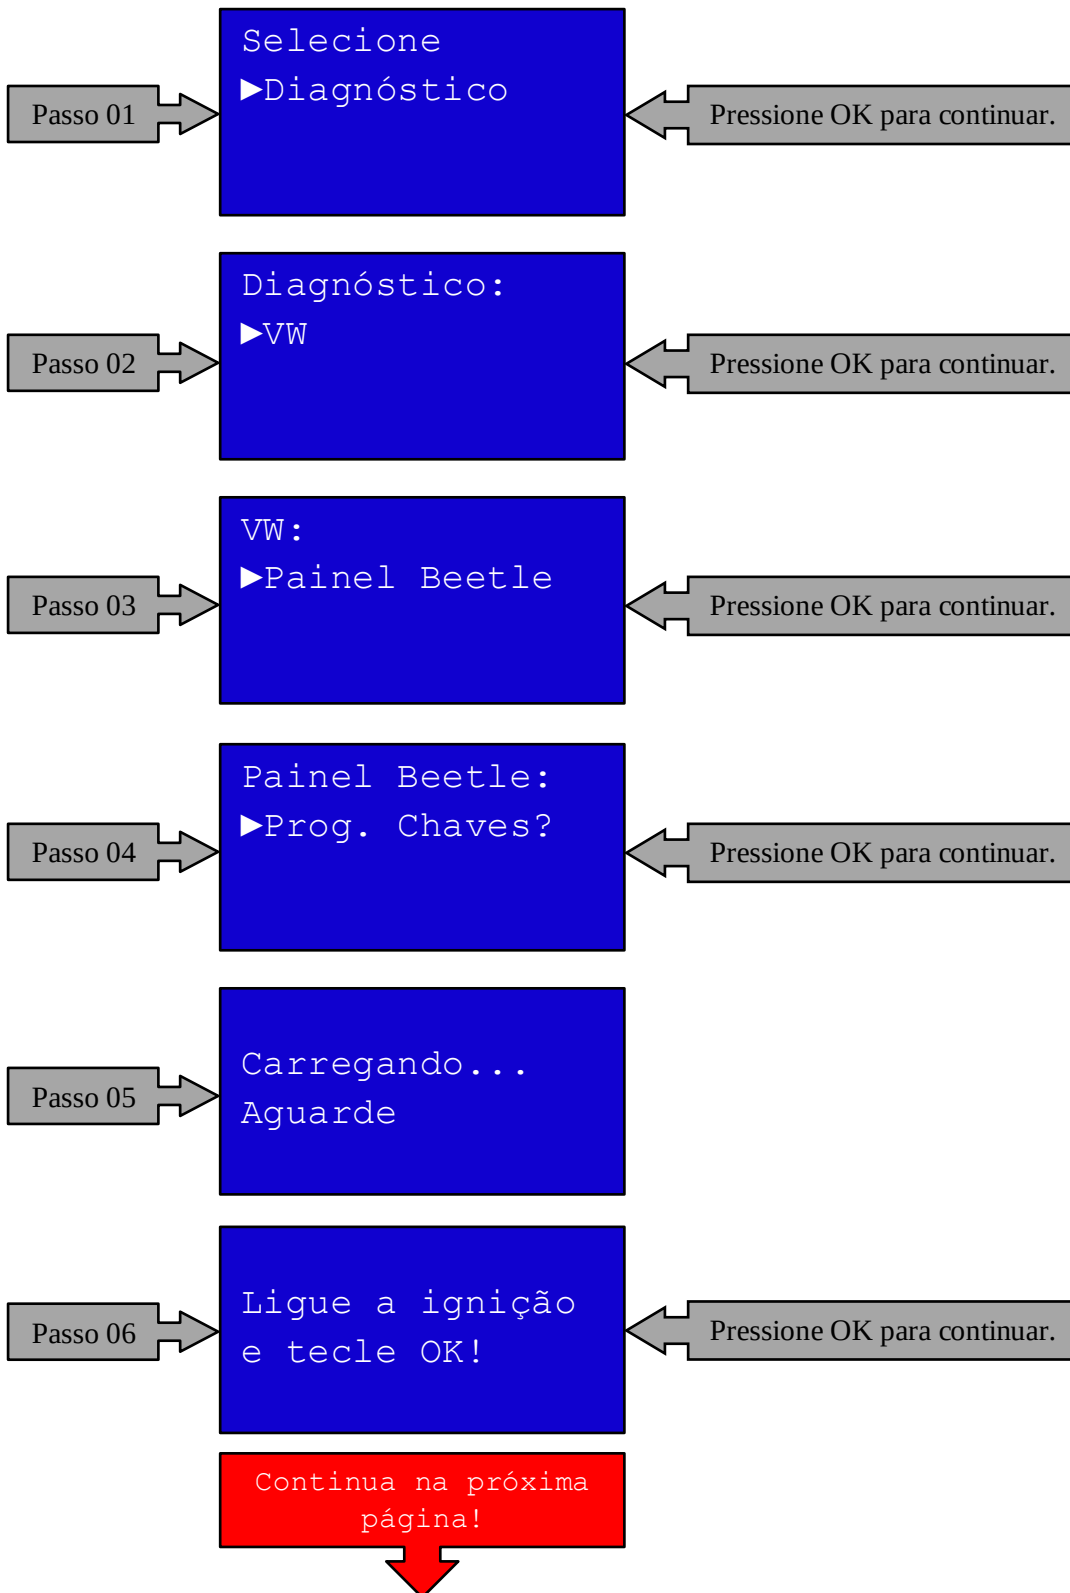 Selecione
►Diagnóstico
Passo 01
Pressione OK para continuar.
Diagnóstico:
►VW
Passo 02
Pressione OK para continuar.
VW:
►Painel Beetle
Passo 03
Pressione OK para continuar.
Painel Beetle:
►Prog. Chaves?
Passo 04
Pressione OK para continuar.
Carregando...
Aguarde
Passo 05
Ligue a ignição
e tecle OK!
Passo 06
Pressione OK para continuar.
Continua na próxima
página!